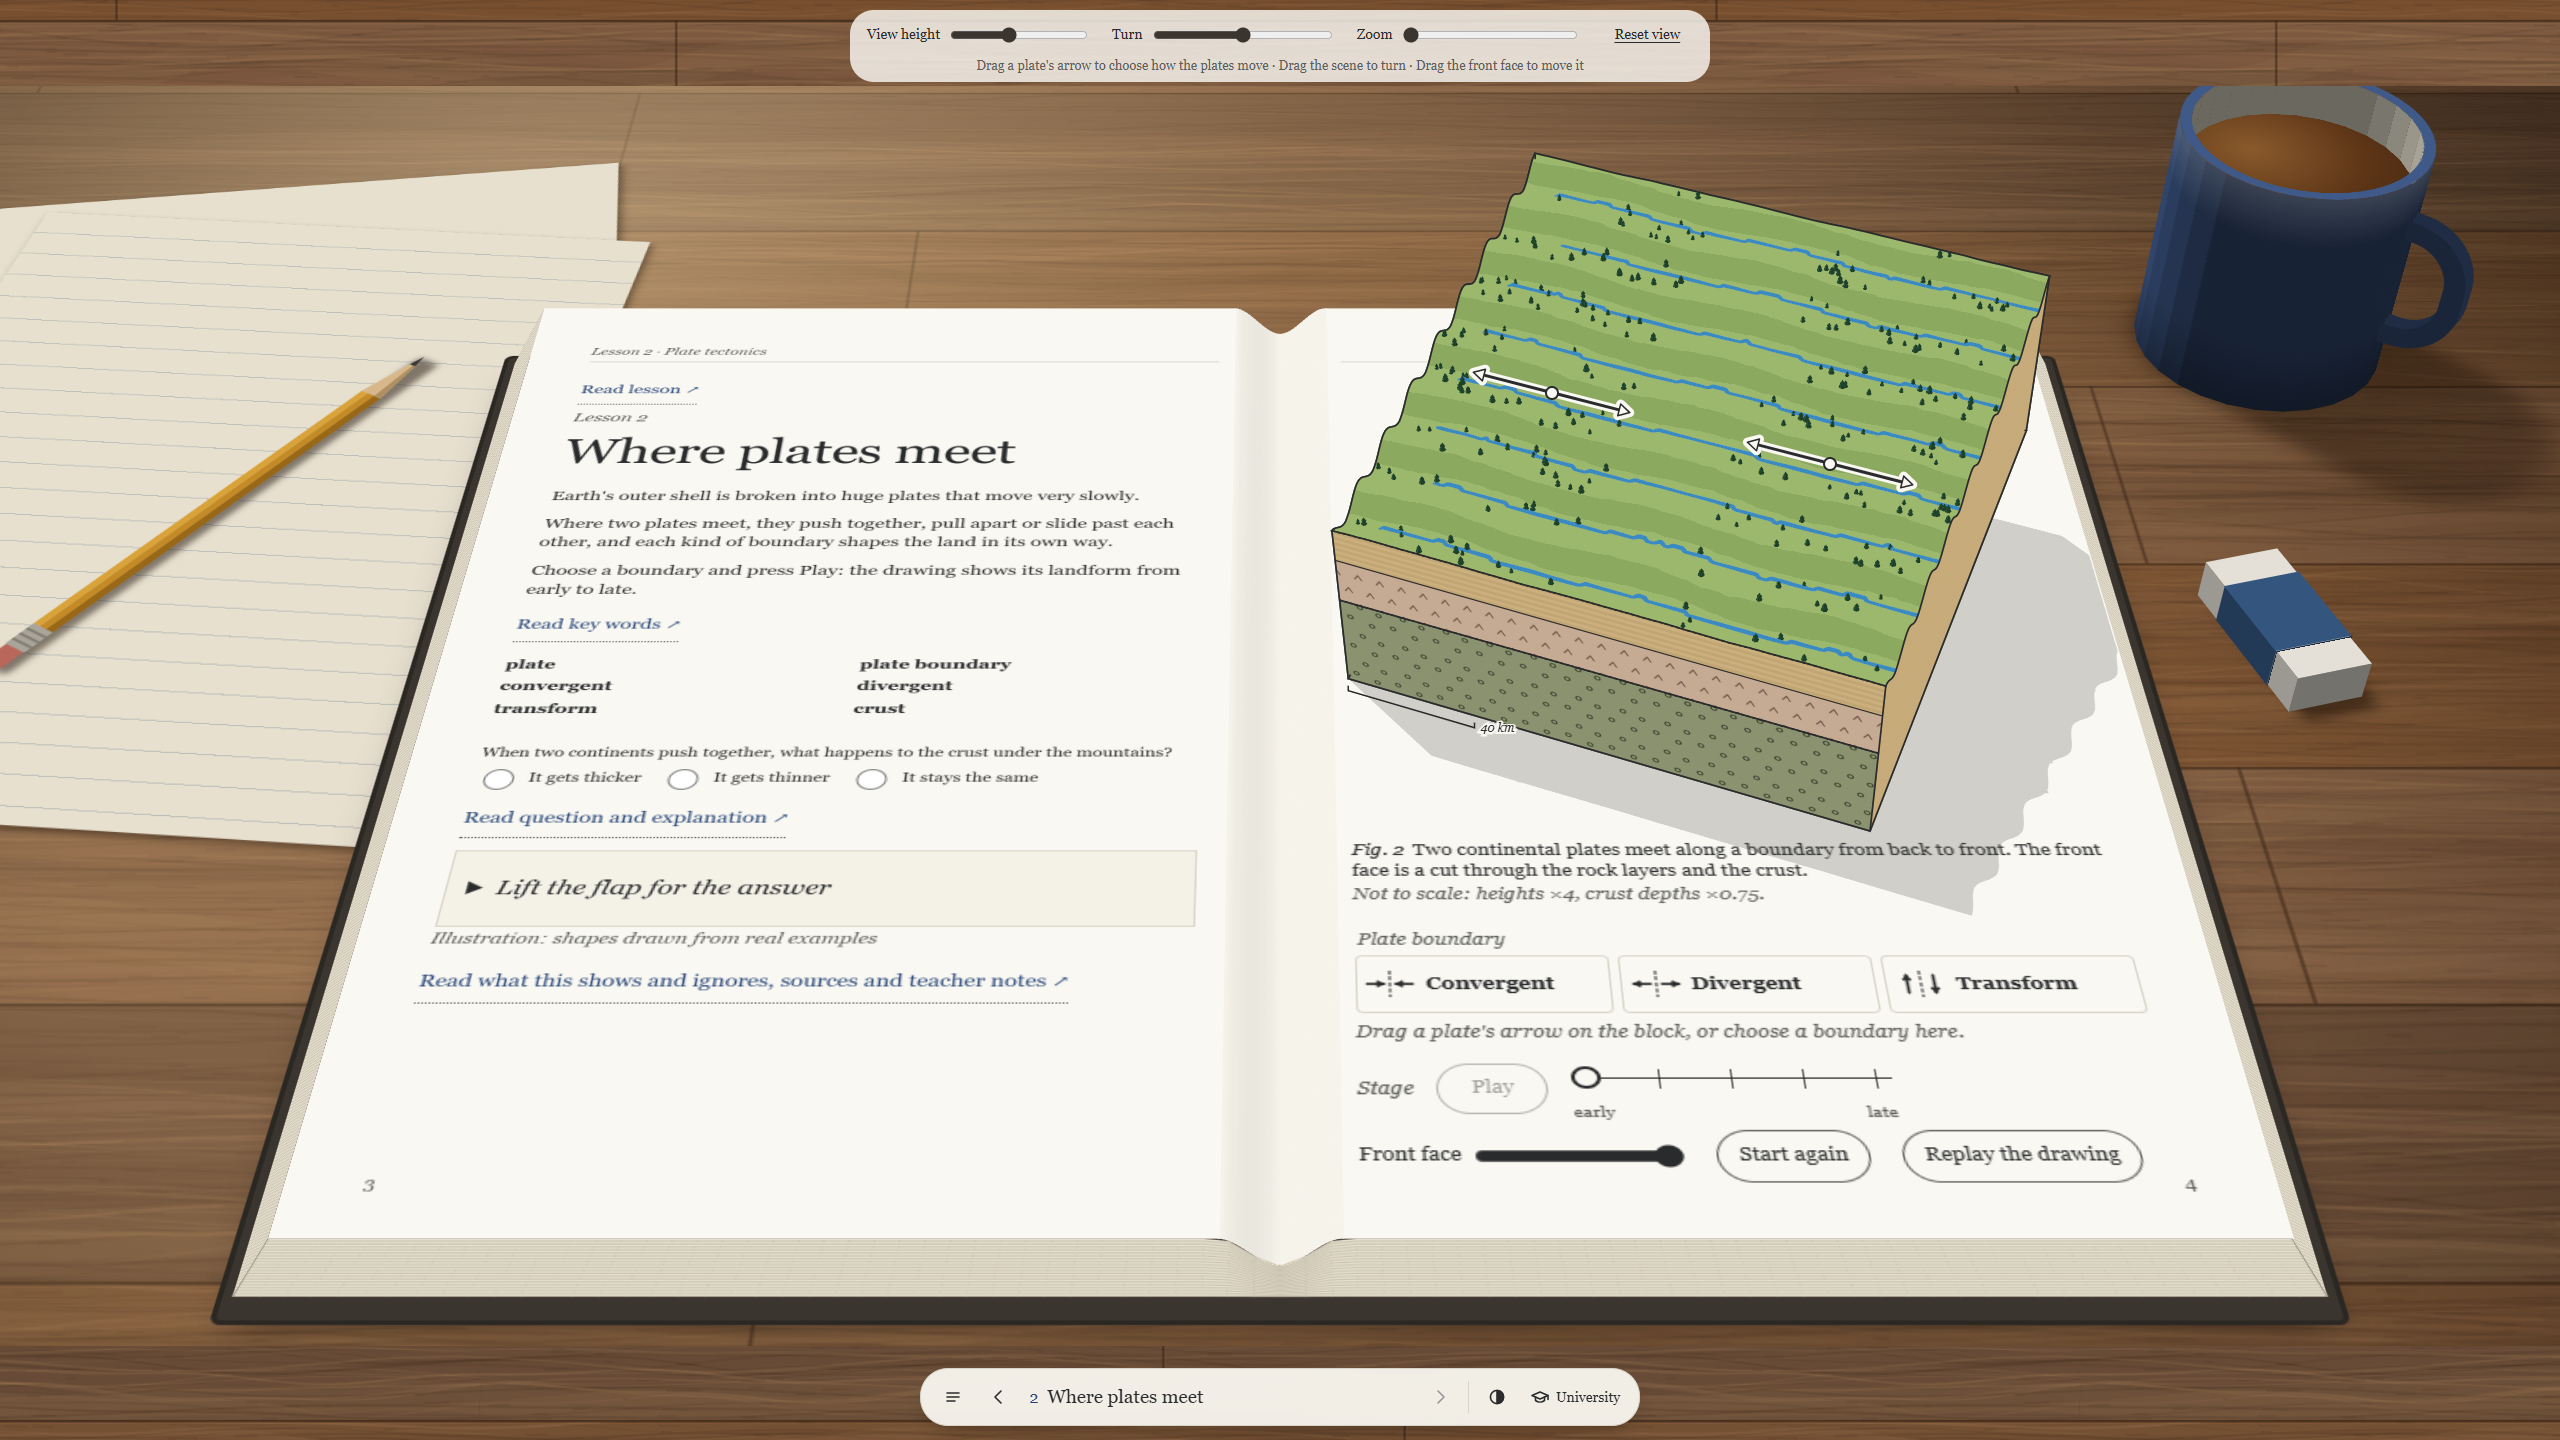 View height
Turn
Zoom
Reset view
Drag a plate's arrow to choose how the plates move · Drag the scene to turn · Drag the front face to move it
Lesson 2 · Plate tectonics
Read lesson ↗
Lesson 2
Where plates meet
Earth's outer shell is broken into huge plates that move very slowly.
Where two plates meet, they push together, pull apart or slide past each
other, and each kind of boundary shapes the land in its own way.
Choose a boundary and press Play: the drawing shows its landform from
early to late.
Read key words ↗
plate
plate boundary
convergent
divergent
transform
crust
When two continents push together, what happens to the crust under the mountains?
It gets thicker
It gets thinner
It stays the same
Read question and explanation ↗
▶ Lift the flap for the answer
Illustration: shapes drawn from real examples
Read what this shows and ignores, sources and teacher notes ↗
3
40 km
Fig. 2 Two continental plates meet along a boundary from back to front. The front
face is a cut through the rock layers and the crust.
Not to scale: heights ×4, crust depths ×0.75.
Plate boundary
Convergent
Divergent
Transform
Drag a plate's arrow on the block, or choose a boundary here.
Stage
Play
early
late
Front face
Start again
Replay the drawing
4
2 Where plates meet
University